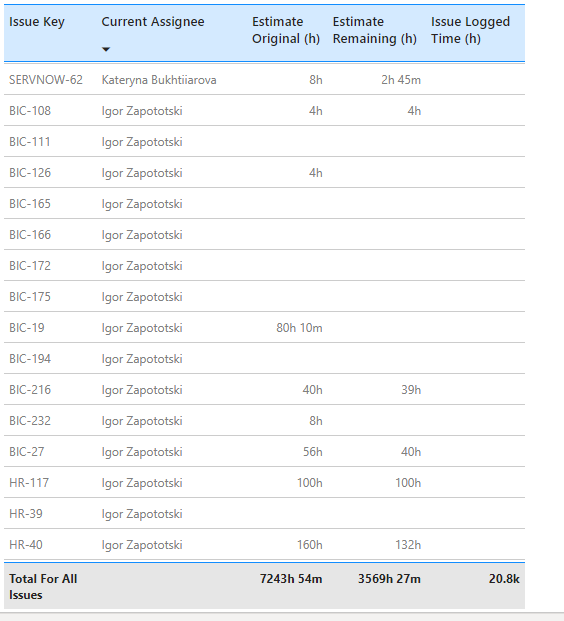 Issue Key Current Assignee Estimate Original (h) Estimate Remaining (h) Issue Logged Time (h)
SERVNOW-62 Kateryna Bukhtiiarova 8h 2h 45m
BIC-108 Igor Zapototski 4h 4h
BIC-111 Igor Zapototski
BIC-126 Igor Zapototski 4h
BIC-165 Igor Zapototski
BIC-166 Igor Zapototski
BIC-172 Igor Zapototski
BIC-175 Igor Zapototski
BIC-19 Igor Zapototski 80h 10m
BIC-194 Igor Zapototski
BIC-216 Igor Zapototski 40h 39h
BIC-232 Igor Zapototski 8h
BIC-27 Igor Zapototski 56h 40h
HR-117 Igor Zapototski 100h 100h
HR-39 Igor Zapototski
HR-40 Igor Zapototski 160h 132h
Total For All Issues 7243h 54m 3569h 27m 20.8k